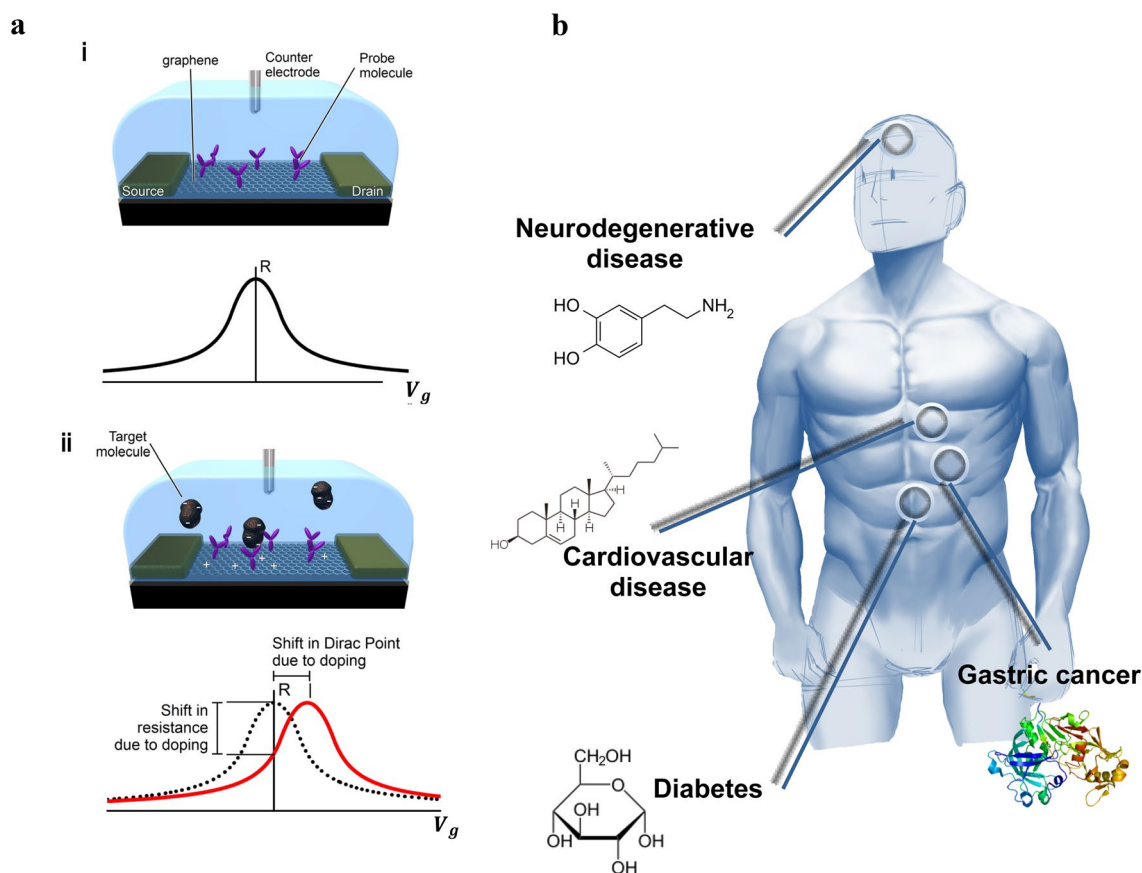 a
i
graphene
Counter
electrode
Probe
molecule
Source
Drain
R
V_g
ii
Target
molecule
Shift in Dirac Point
due to doping
R
Shift in
resistance
due to doping
V_g
b
Neurodegenerative
disease
HO
HO
NH₂
H
H
H
H
HO
Cardiovascular
disease
Gastric cancer
Diabetes
CH₂OH
O
OH
OH
OH
OH